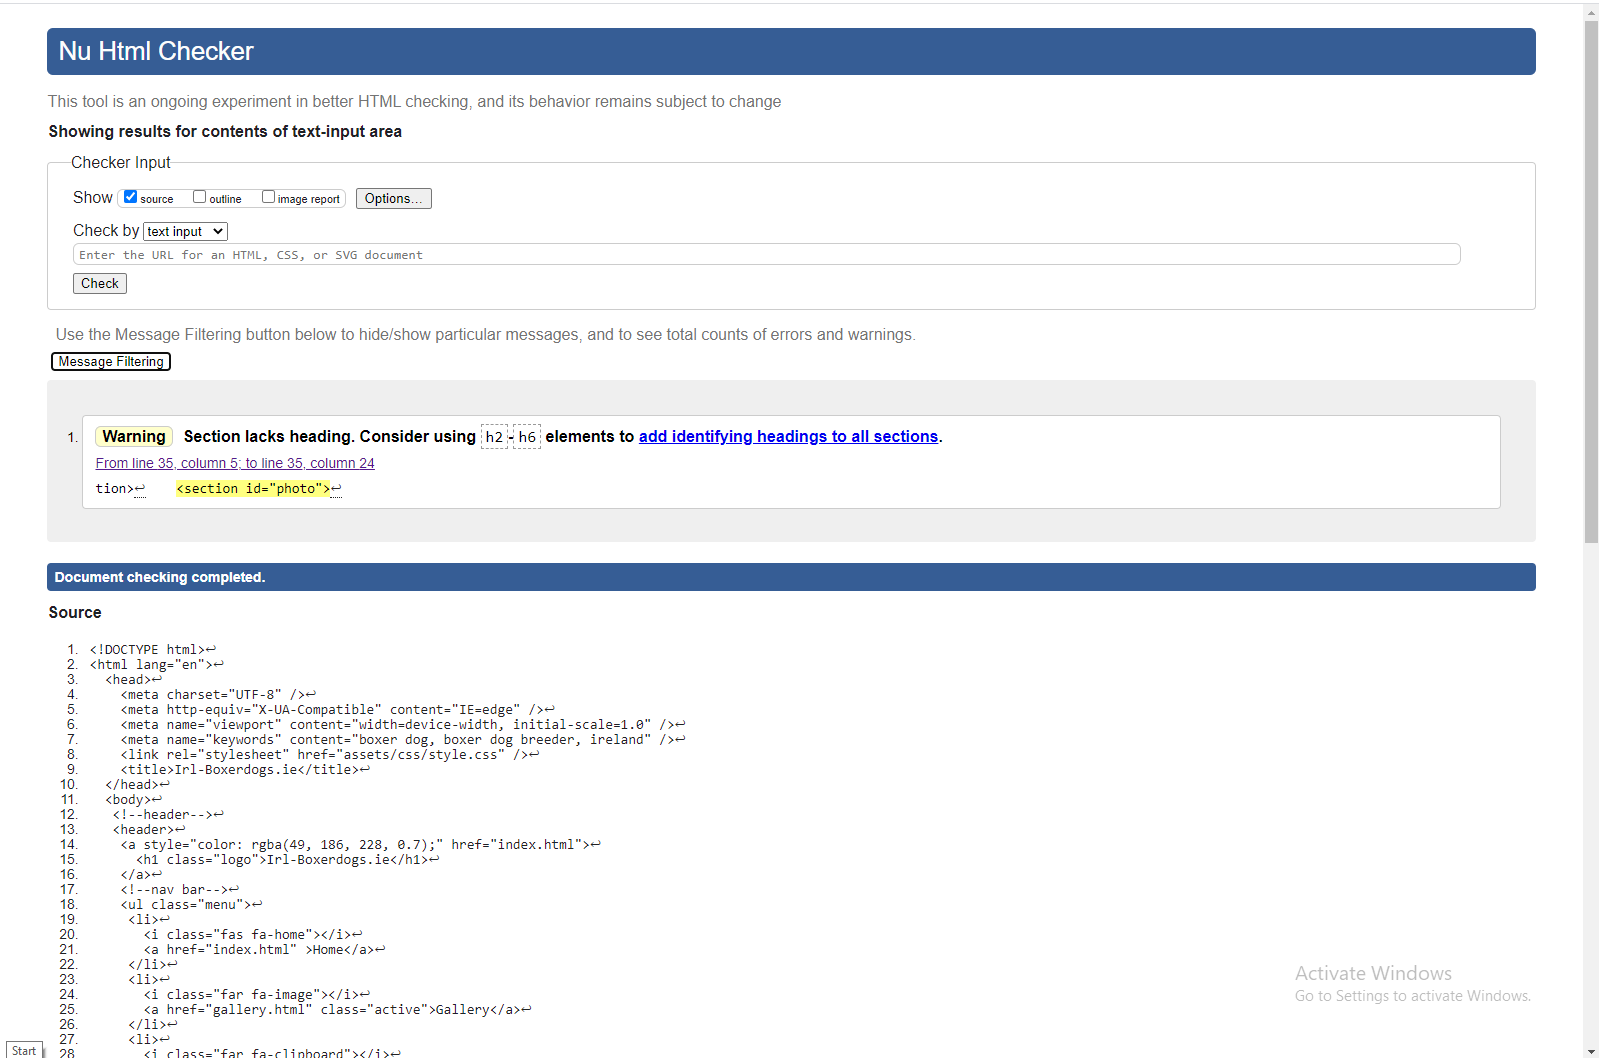 Nu Html Checker
This tool is an ongoing experiment in better HTML checking, and its behavior remains subject to change
Showing results for contents of text-input area
Checker Input
Show source outline image report Options...
Check by text input
Enter the URL for an HTML, CSS, or SVG document
Check
Use the Message Filtering button below to hide/show particular messages, and to see total counts of errors and warnings.
Message Filtering
1. Warning Section lacks heading. Consider using h2-h6 elements to add identifying headings to all sections.
From line 35, column 5; to line 35, column 24
tion>↩ <section id="photo">↩
Document checking completed.
Source
1. <!DOCTYPE html>↩
2. <html lang="en">↩
3. <head>↩
4. <meta charset="UTF-8" />↩
5. <meta http-equiv="X-UA-Compatible" content="IE=edge" />↩
6. <meta name="viewport" content="width=device-width, initial-scale=1.0" />↩
7. <meta name="keywords" content="boxer dog, boxer dog breeder, ireland" />↩
8. <link rel="stylesheet" href="assets/css/style.css" />↩
9. <title>Irl-Boxerdogs.ie</title>↩
10. </head>↩
11. <body>↩
12. <!--header-->↩
13. <header>↩
14. <a style="color: rgba(49, 186, 228, 0.7);" href="index.html">↩
15. <h1 class="logo">Irl-Boxerdogs.ie</h1>↩
16. </a>↩
17. <!--nav bar-->↩
18. <ul class="menu">↩
19. <li>↩
20. <i class="fas fa-home"></i>↩
21. <a href="index.html" >Home</a>↩
22. </li>↩
23. <li>↩
24. <i class="far fa-image"></i>↩
25. <a href="gallery.html" class="active">Gallery</a>↩
26. </li>↩
27. <li>↩
28. <i class="far fa-clipboard"></i>↩
Activate Windows
Go to Settings to activate Windows.
Start